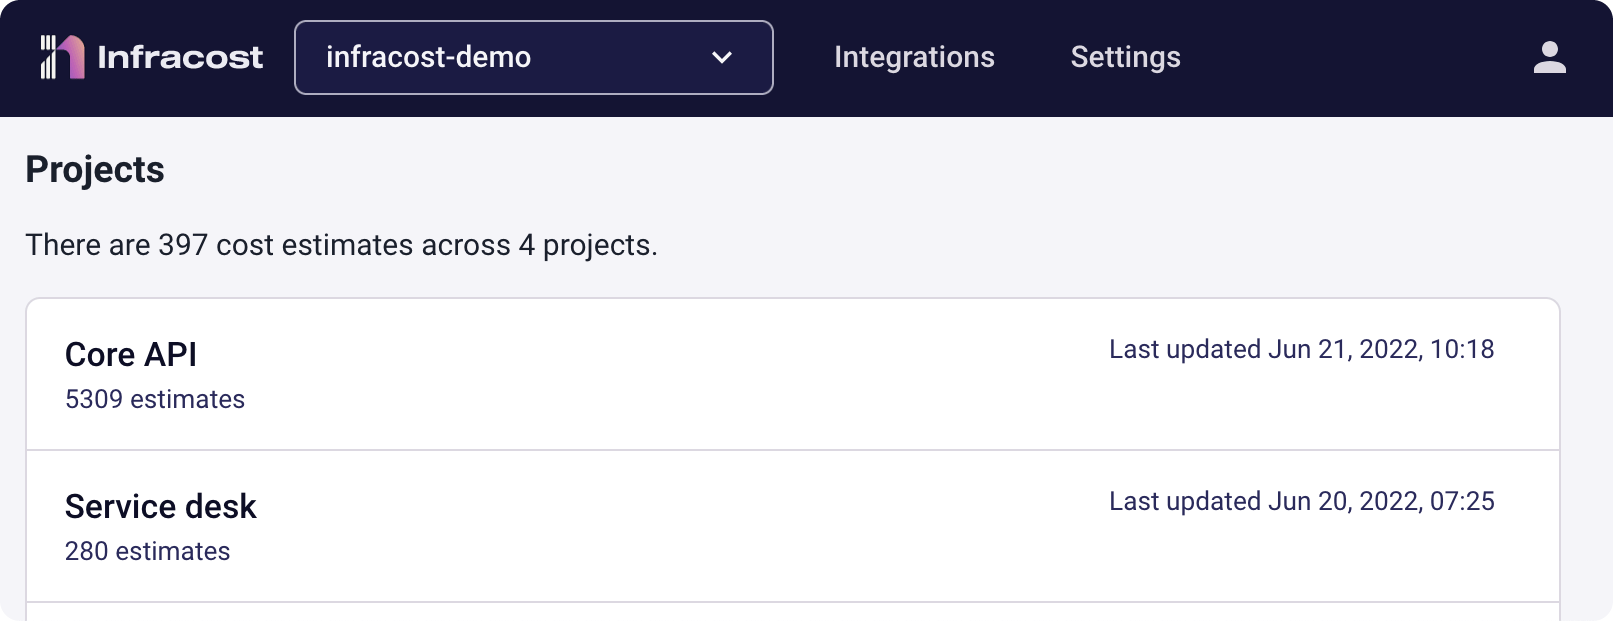 Infracost
infracost-demo
Integrations
Settings
Projects
There are 397 cost estimates across 4 projects.
Core API
Last updated Jun 21, 2022, 10:18
5309 estimates
Service desk
Last updated Jun 20, 2022, 07:25
280 estimates